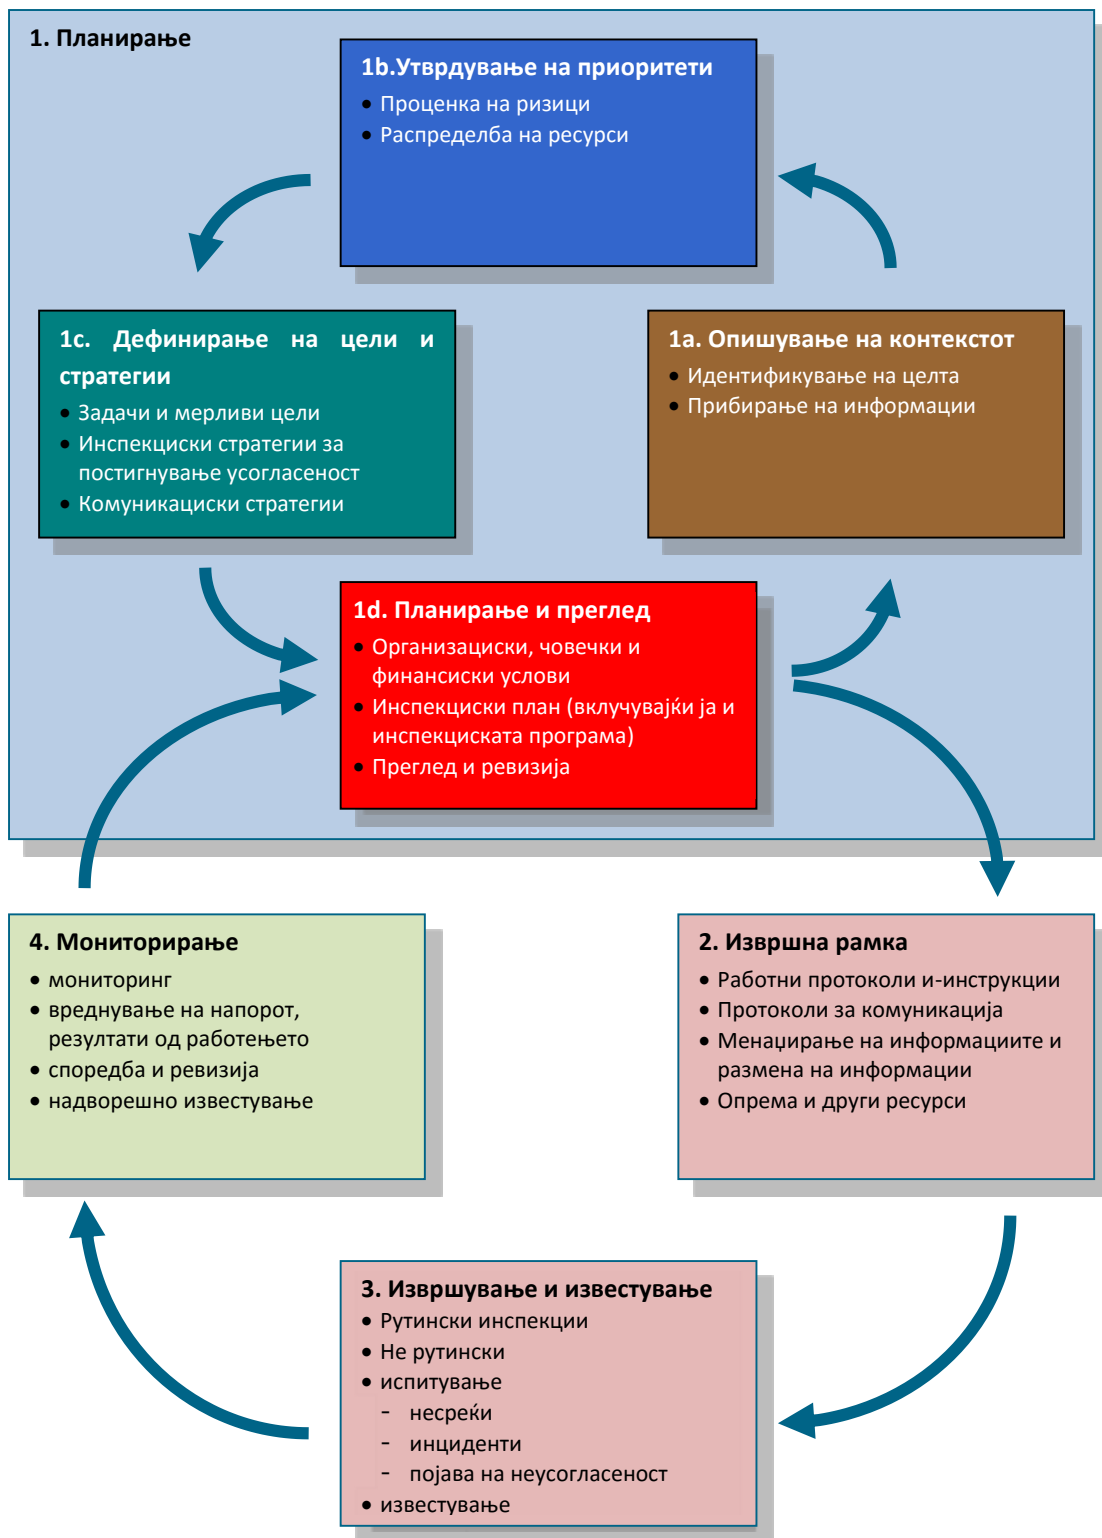 1. Планирање
1b.Утврдување на приоритети
• Проценка на ризици
• Распределба на ресурси
1c. Дефинирање на цели и
стратегии
• Задачи и мерливи цели
• Инспекциски стратегии за
постигнување усогласеност
• Комуникациски стратегии
1a. Опишување на контекстот
• Идентификување на целта
• Прибирање на информации
1d. Планирање и преглед
• Организациски, човечки и
финансиски услови
• Инспекциски план (вклучувајќи ја и
инспекциската програма)
• Преглед и ревизија
4. Мониторирање
• мониторинг
• вреднување на напорот,
резултати од работењето
• споредба и ревизија
• надворешно известување
2. Извршна рамка
• Работни протоколи и-инструкции
• Протоколи за комуникација
• Менаџирање на информациите и
размена на информации
• Опрема и други ресурси
3. Извршување и известување
• Рутински инспекции
• Не рутински
• испитување
- несреќи
- инциденти
- појава на неусогласеност
• известување